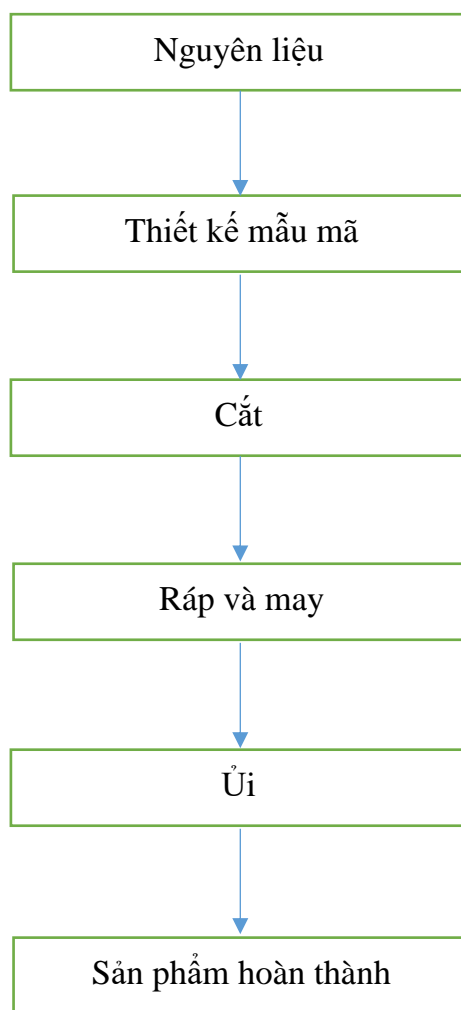 Nguyên liệu
Thiết kế mẫu mã
Cắt
Ráp và may
Ủi
Sản phẩm hoàn thành